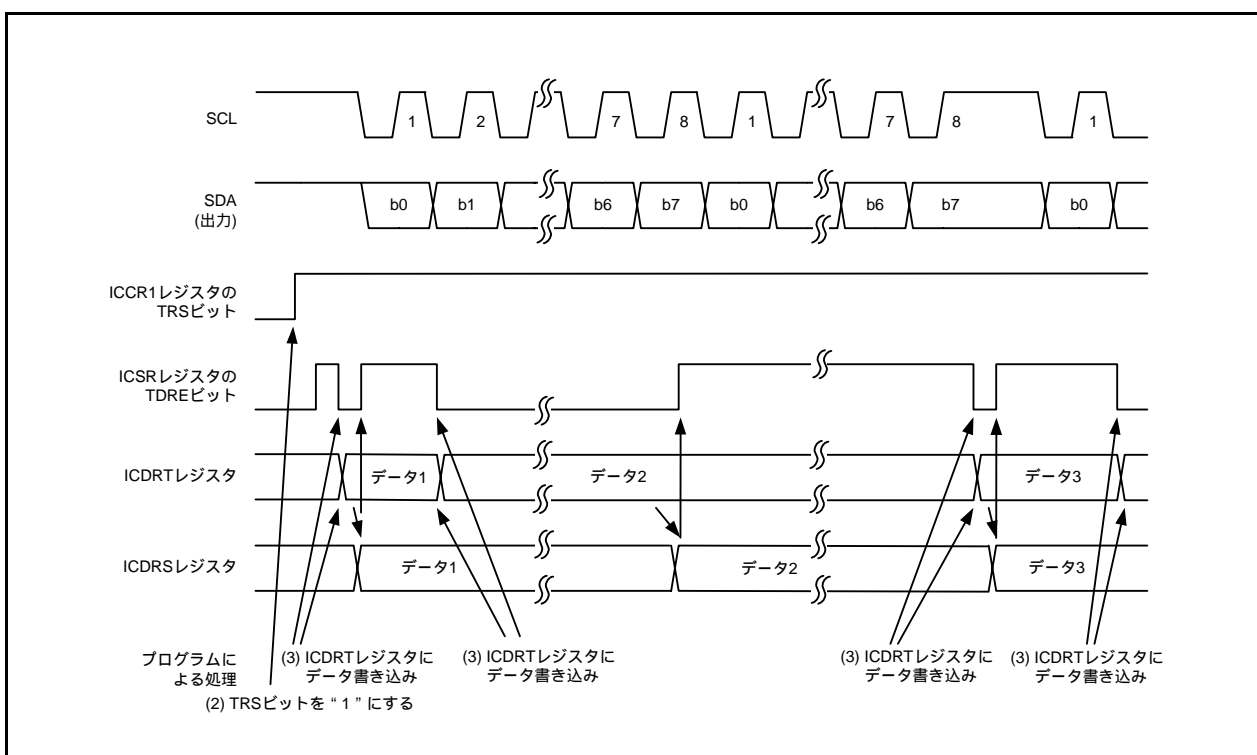 SCL
1 2 7 8 1 7 8 1
SDA
(出力)
b0 b1 b6 b7 b0 b6 b7 b0
ICCR1レジスタの
TRSビット
ICSRレジスタの
TDREビット
ICDRTレジスタ
データ1 データ2 データ3
ICDRSレジスタ
データ1 データ2 データ3
プログラムに
よる処理
(3) ICDRTレジスタに
データ書き込み
(3) ICDRTレジスタに
データ書き込み
(3) ICDRTレジスタに
データ書き込み
(3) ICDRTレジスタに
データ書き込み
(2) TRSビットを“1”にする